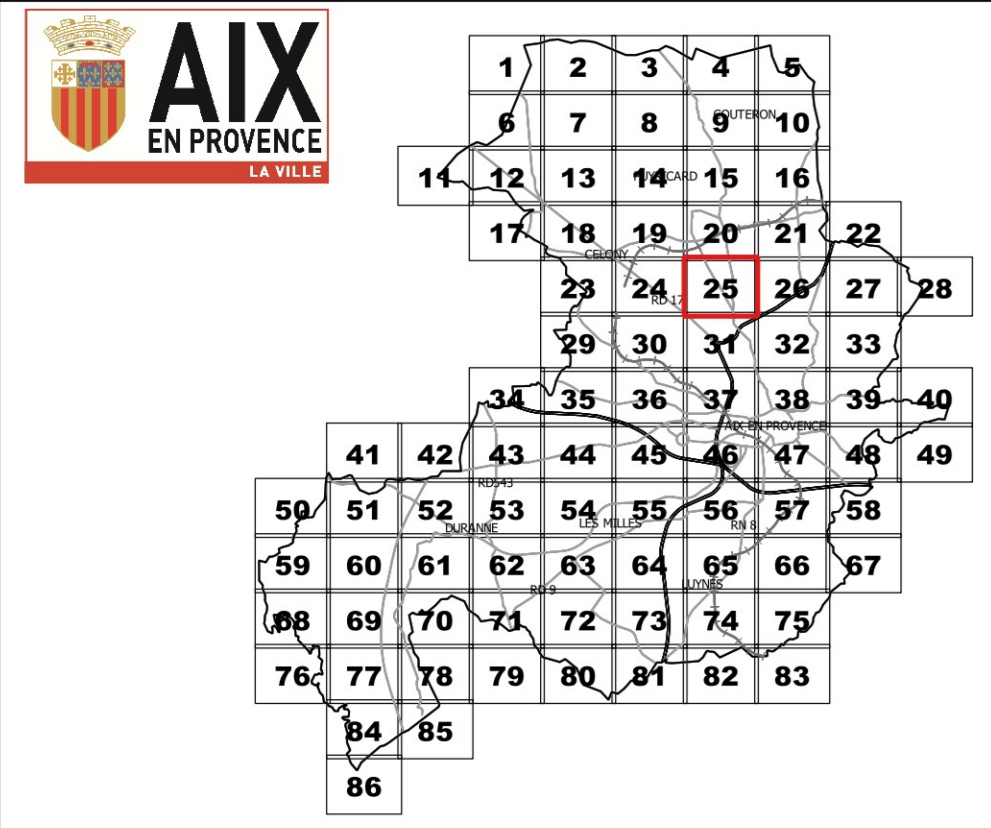 AIX
EN PROVENCE
LA VILLE
1 2 3 4 5
COUTERON
6 7 8 9 10
PUYRICARD
11 12 13 14 15 16
17 18 19 20 21 22
CELONY
23 24 25 26 27 28
RD 17
29 30 31 32 33
34 35 36 37 38 39 40
AIX EN PROVENCE
41 42 43 44 45 46 47 48 49
RD543
50 51 52 53 54 55 56 57 58
DURANNE LES MILLES RN 8
59 60 61 62 63 64 65 66 67
RD 9 LUYNES
68 69 70 71 72 73 74 75
76 77 78 79 80 81 82 83
84 85
86